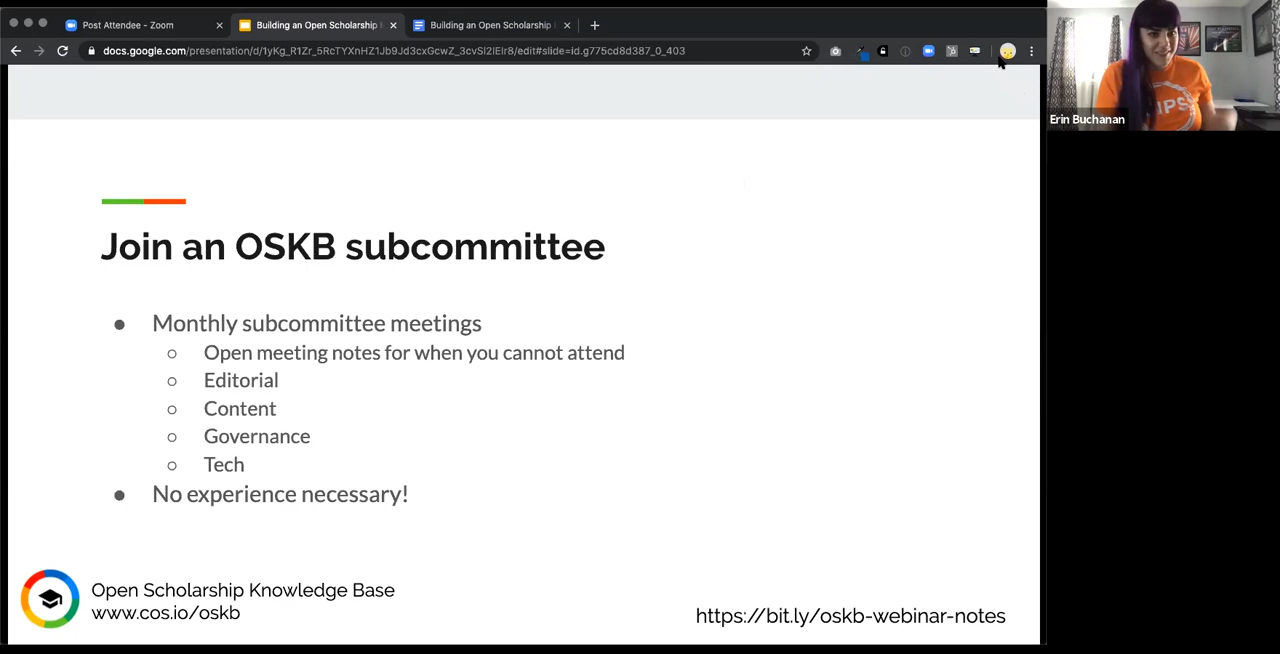 Post Attendee - Zoom
Building an Open Scholarship
Building an Open Scholarship
docs.google.com/presentation/d/1yKg_R1Zr_5RcTYXnHZ1Jb9Jd3cxGcwZ_3cvSI2IEIr8/edit#slide=id.g775cd8d387_0_403
IPS
Erin Buchanan
Join an OSKB subcommittee
● Monthly subcommittee meetings
○ Open meeting notes for when you cannot attend
○ Editorial
○ Content
○ Governance
○ Tech
● No experience necessary!
Open Scholarship Knowledge Base
www.cos.io/oskb
https://bit.ly/oskb-webinar-notes